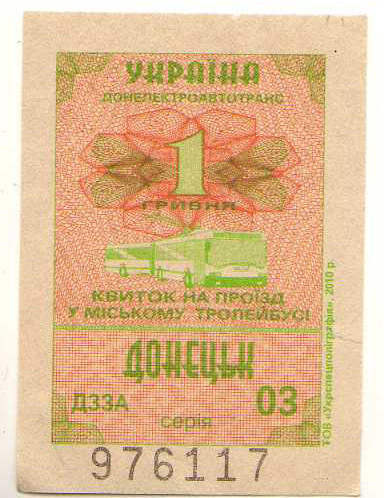 УКРАЇНА
ДОНЕЛЕКТРОАВТОТРАНС
1
ГРИВНЯ
КВИТОК НА ПРОЇЗД
У МІСЬКОМУ ТРОЛЕЙБУСІ
ДОНЕЦЬК
ДЗЗА 03
серія
976117
ТОВ «Укрспецполіграфія», 2010 р.